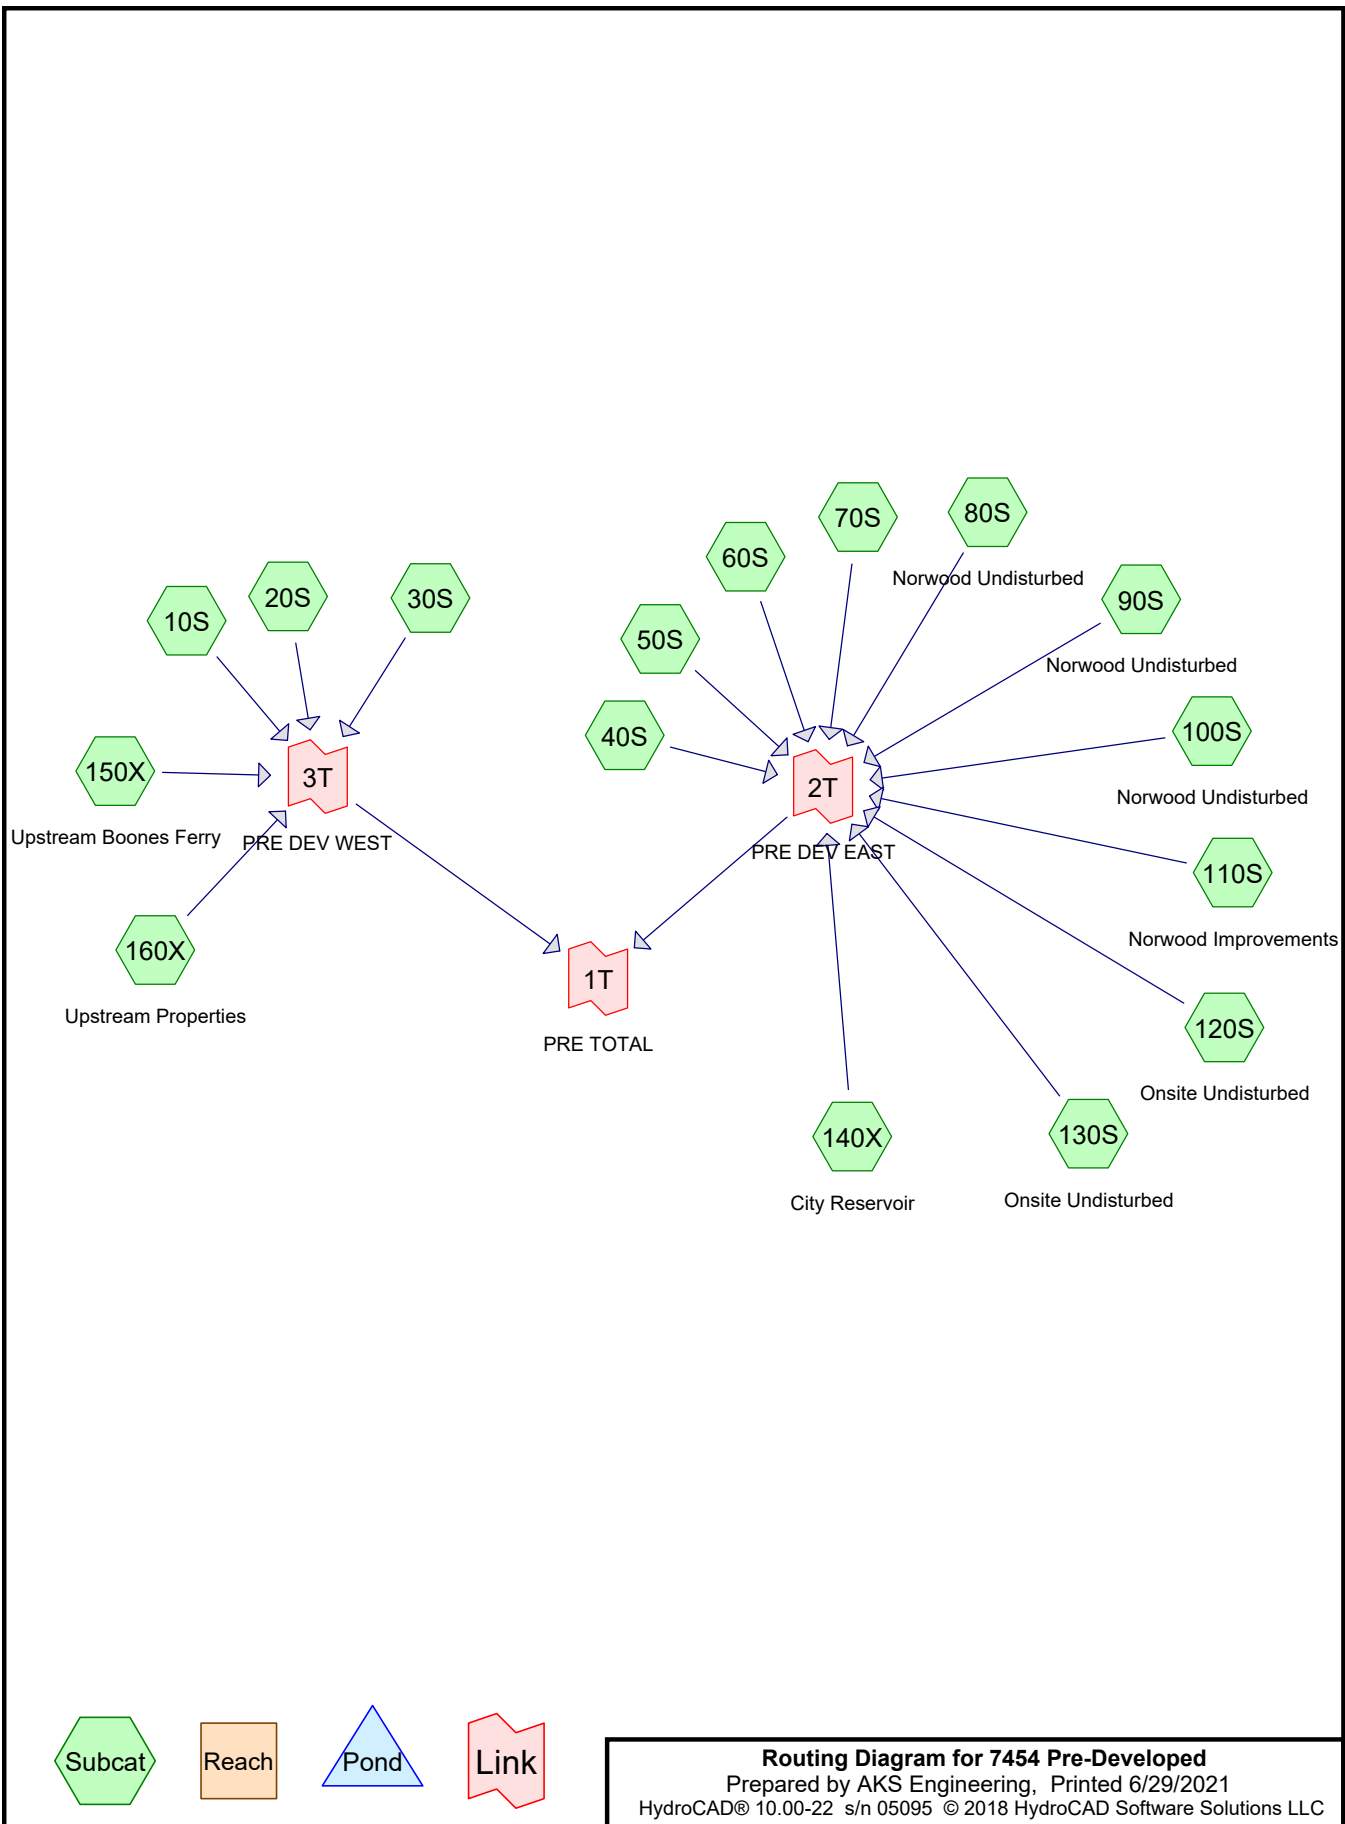 70S
80S
60S
Norwood Undisturbed
20S
30S
90S
10S
50S
Norwood Undisturbed
100S
40S
150X
3T
2T
Norwood Undisturbed
Upstream Boones Ferry
PRE DEV WEST
PRE DEV EAST
110S
Norwood Improvements
160X
1T
Upstream Properties
PRE TOTAL
120S
Onsite Undisturbed
140X
130S
City Reservoir
Onsite Undisturbed
Subcat
Reach
Pond
Link
Routing Diagram for 7454 Pre-Developed
Prepared by AKS Engineering, Printed 6/29/2021
HydroCAD® 10.00-22 s/n 05095 © 2018 HydroCAD Software Solutions LLC